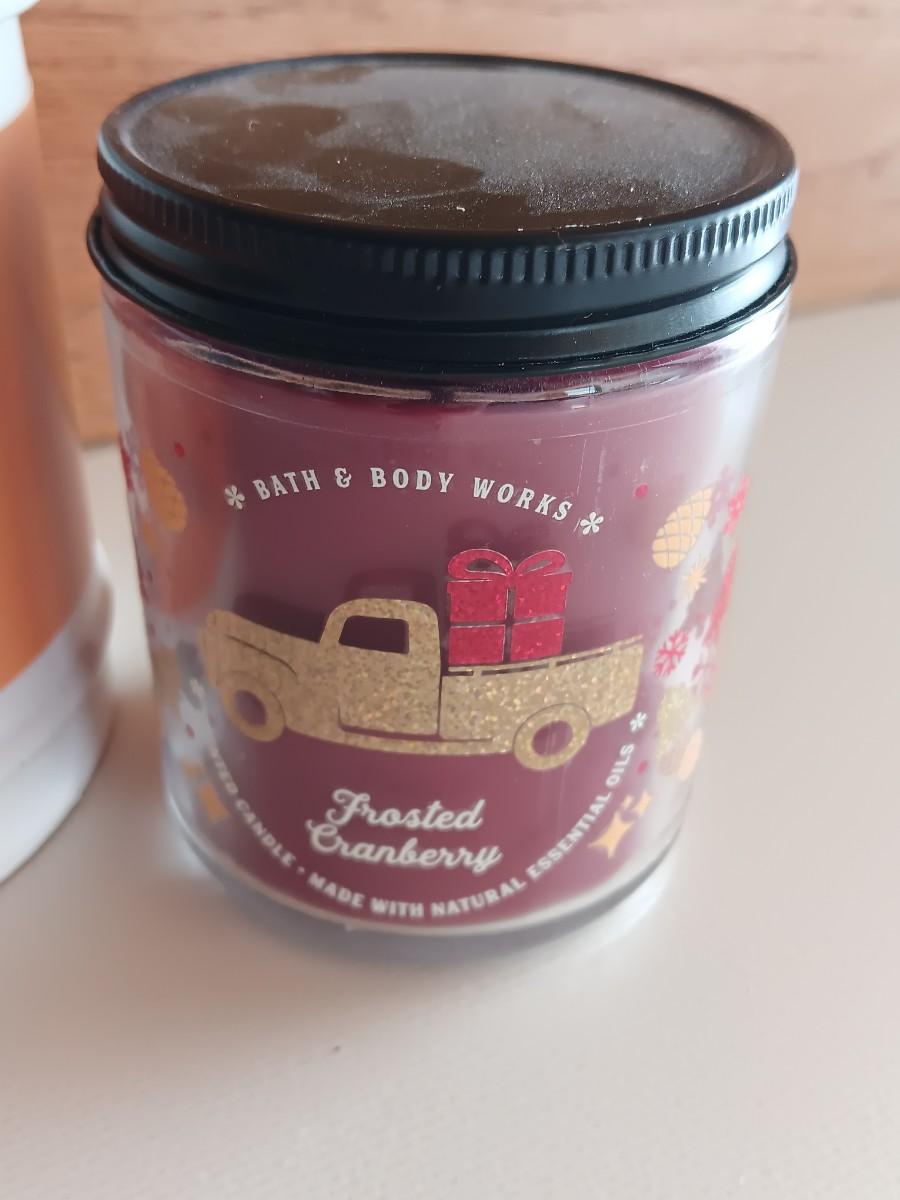 BATH & BODY WORKS
Frosted
Cranberry
CANDLE • MADE WITH NATURAL ESSENTIAL OILS